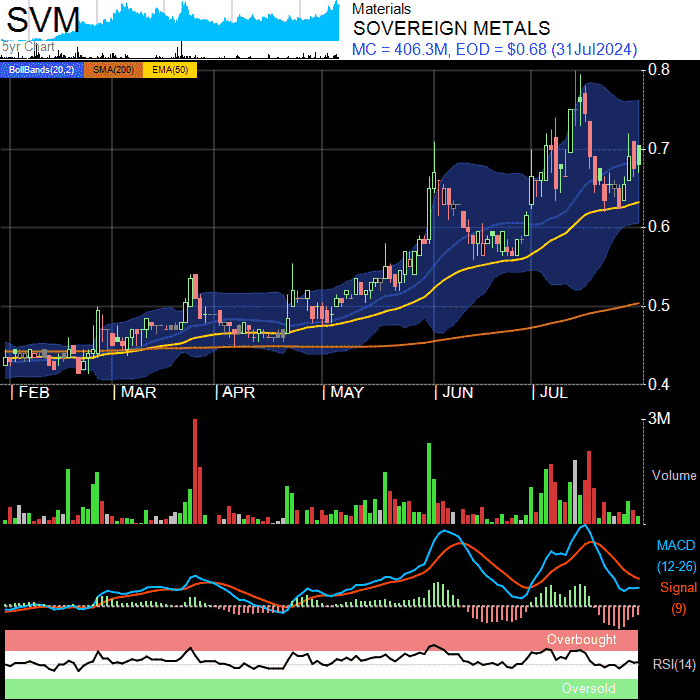 SVM
5yr Chart
Materials
SOVEREIGN METALS
MC = 406.3M, EOD = $0.68 (31Jul2024)
BollBands(20,2) SMA(200) EMA(50)
0.8
0.7
0.6
0.5
0.4
FEB MAR APR MAY JUN JUL
3M
Volume
MACD
(12-26)
Signal
(9)
Overbought
RSI(14)
Oversold